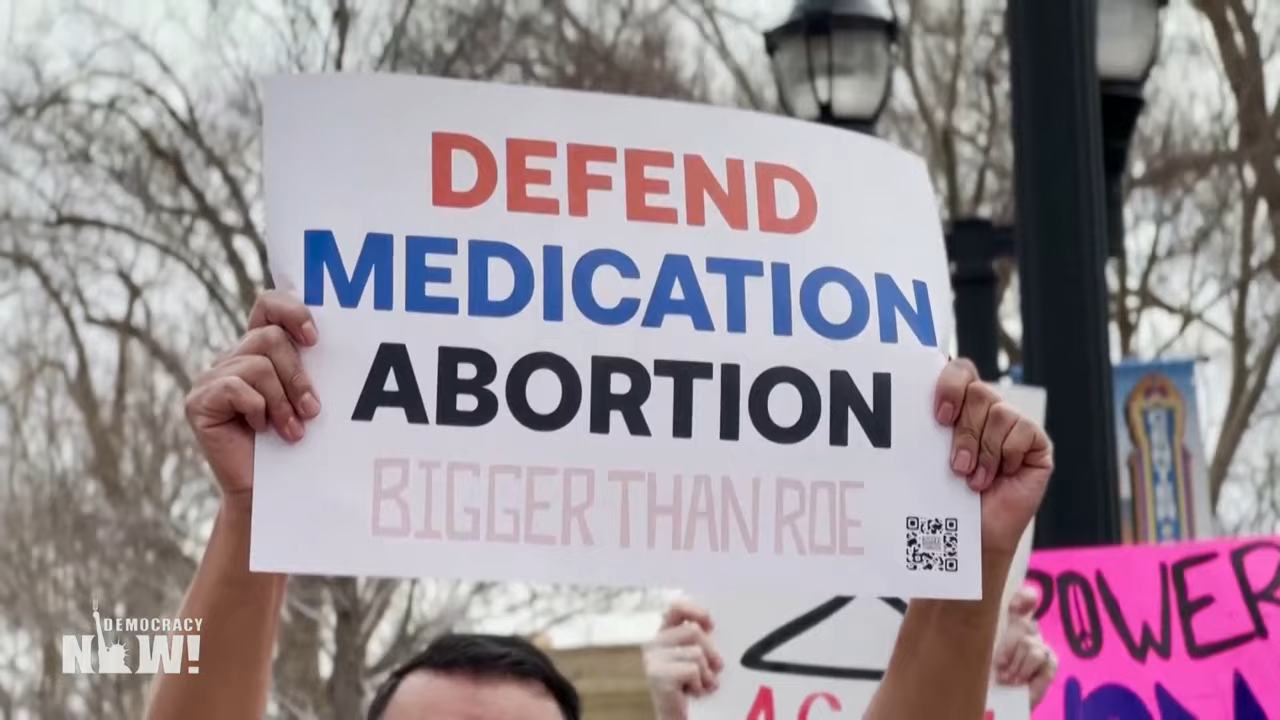 DEFEND
MEDICATION
ABORTION
BIGGER THAN ROE
POWER
DEMOCRACY
NOW!